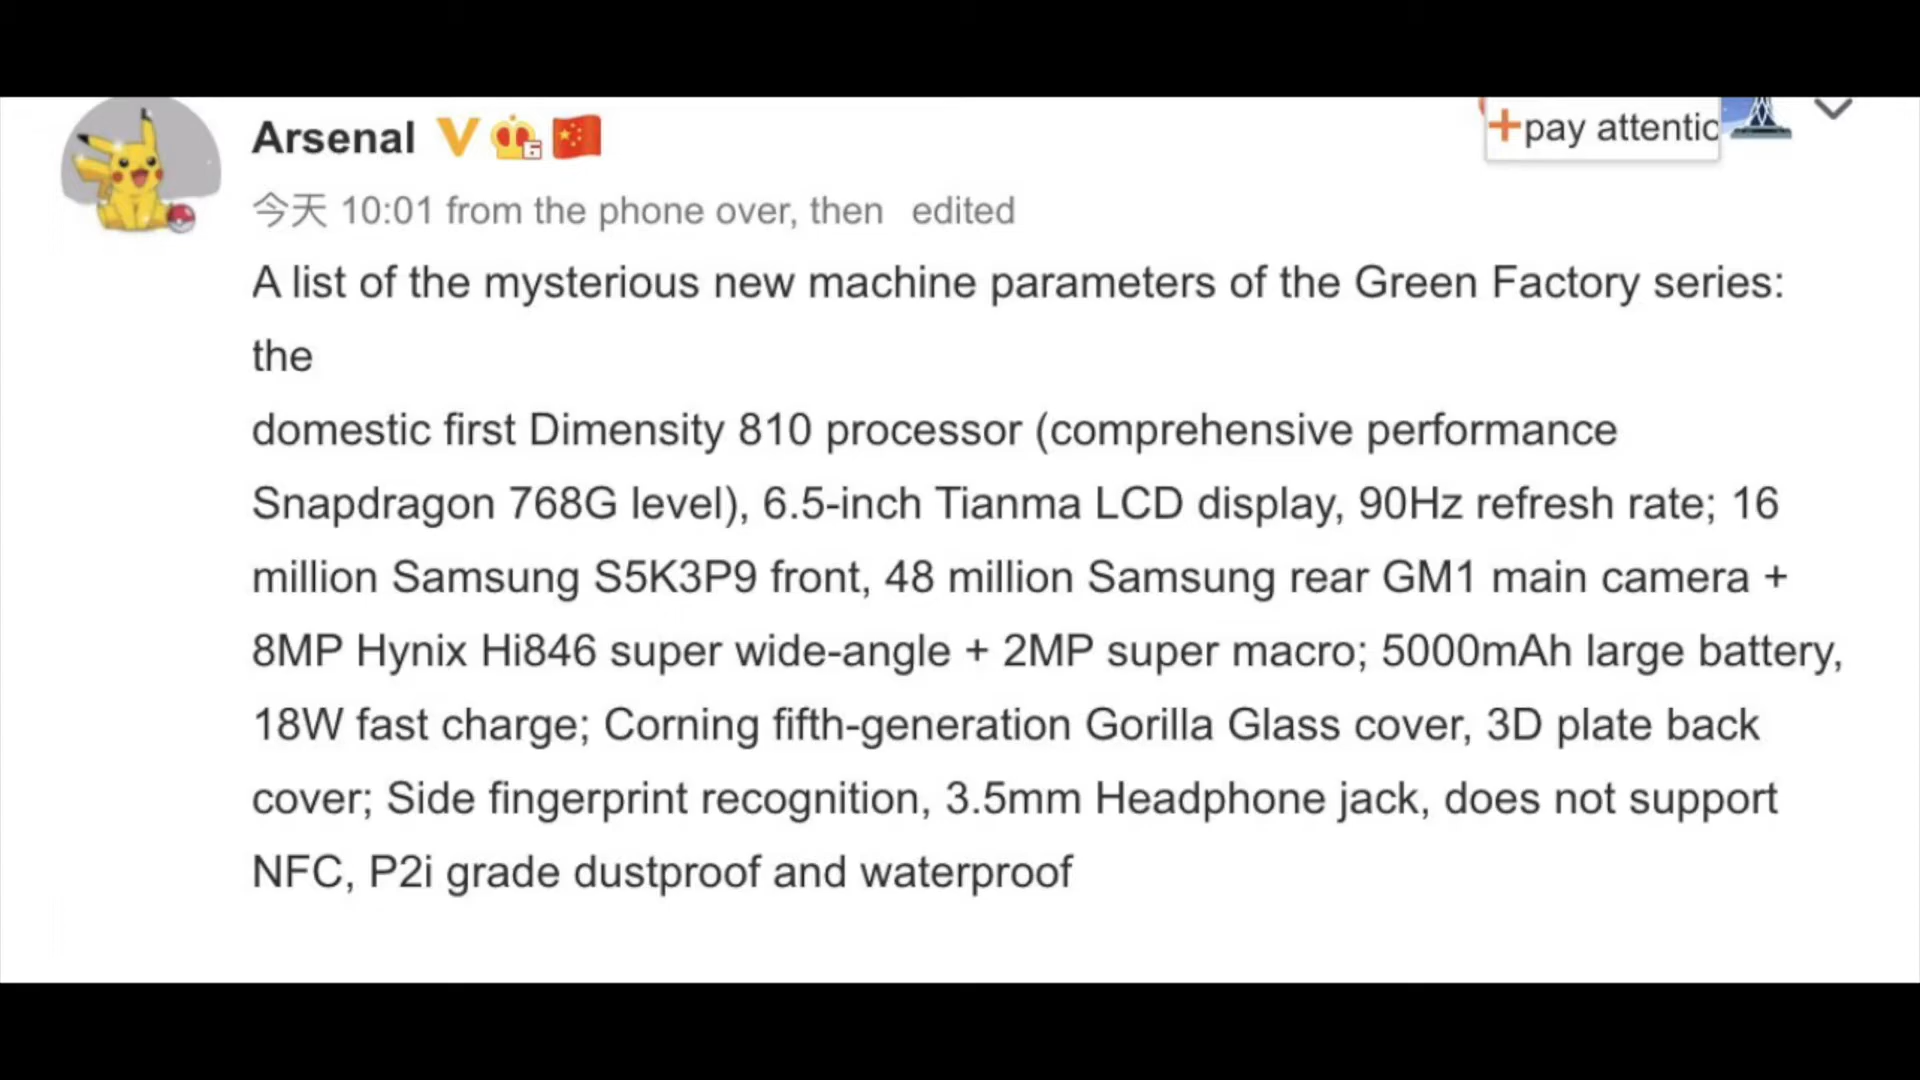 Arsenal
+pay attentic
今天 10:01 from the phone over, then edited
A list of the mysterious new machine parameters of the Green Factory series:
the
domestic first Dimensity 810 processor (comprehensive performance
Snapdragon 768G level), 6.5-inch Tianma LCD display, 90Hz refresh rate; 16
million Samsung S5K3P9 front, 48 million Samsung rear GM1 main camera +
8MP Hynix Hi846 super wide-angle + 2MP super macro; 5000mAh large battery,
18W fast charge; Corning fifth-generation Gorilla Glass cover, 3D plate back
cover; Side fingerprint recognition, 3.5mm Headphone jack, does not support
NFC, P2i grade dustproof and waterproof